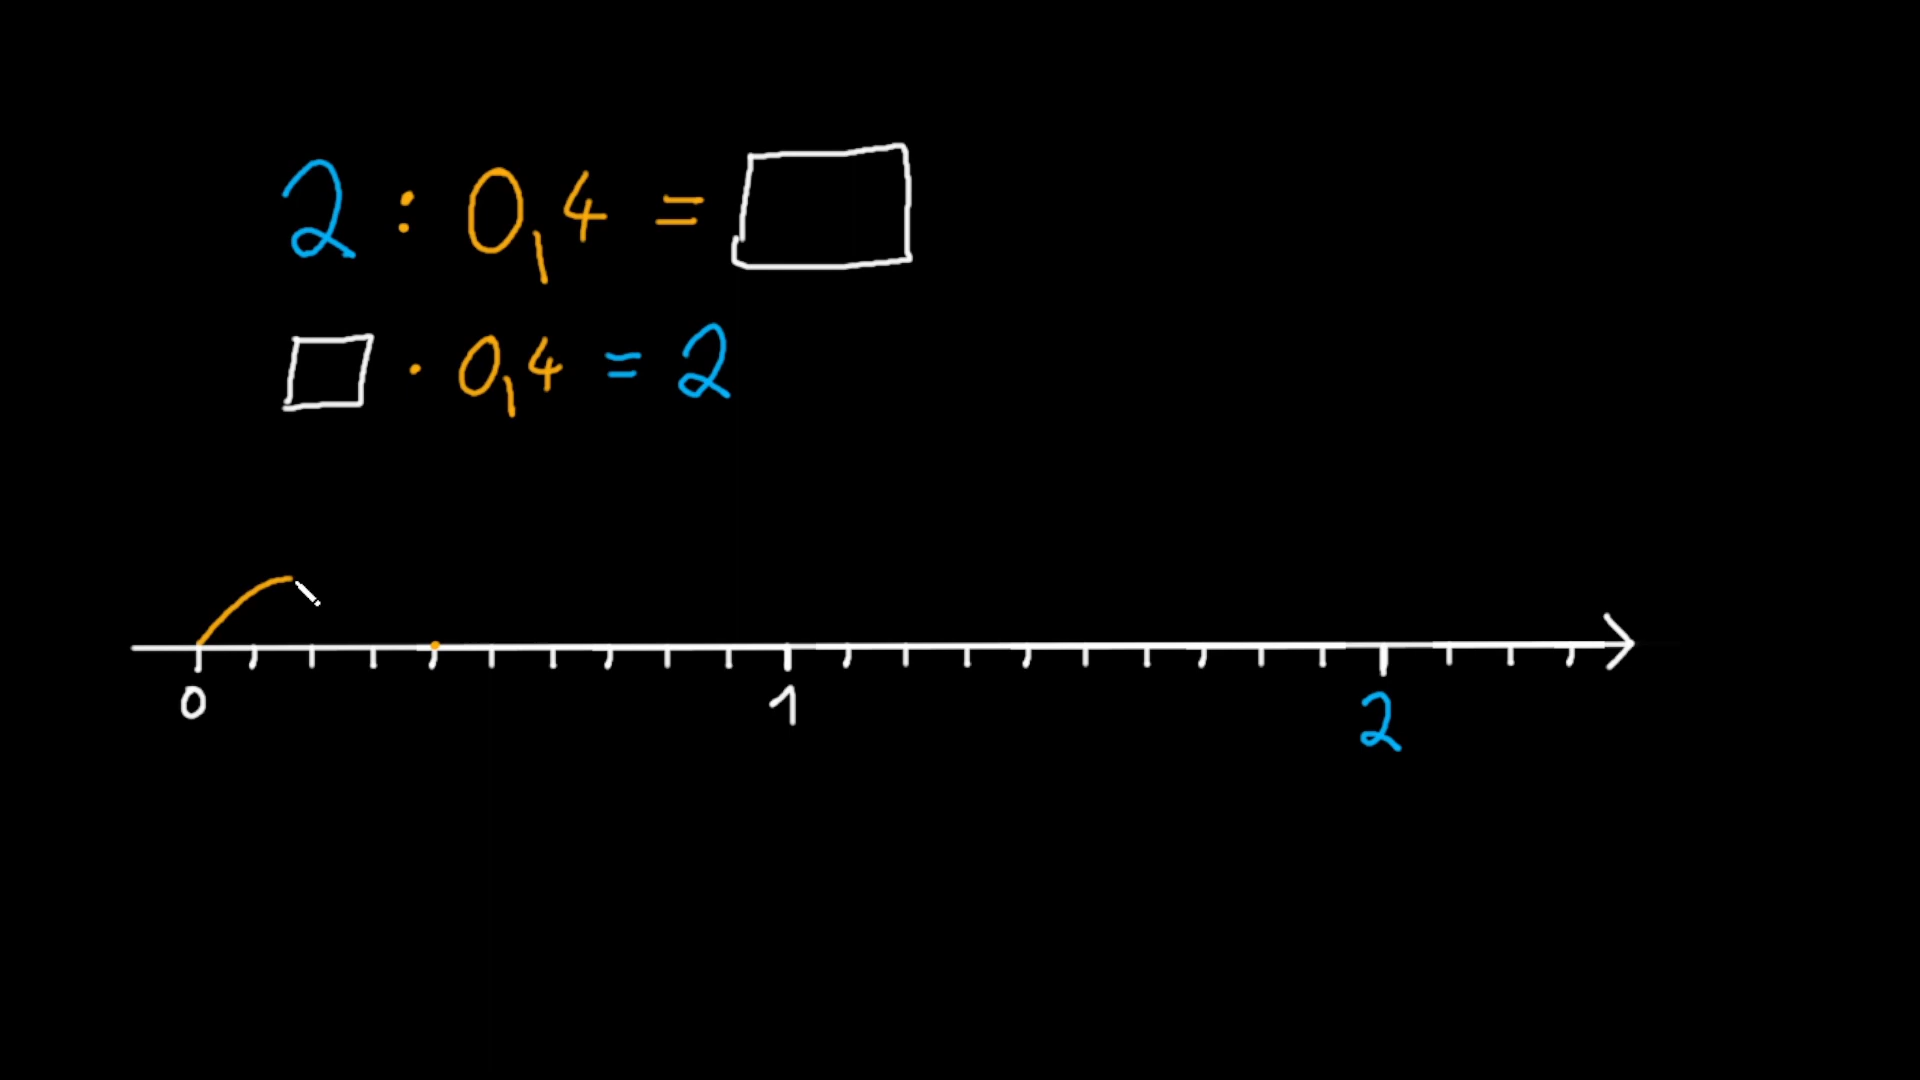 2 : 0,4 = □
□ · 0,4 = 2
0 1 2